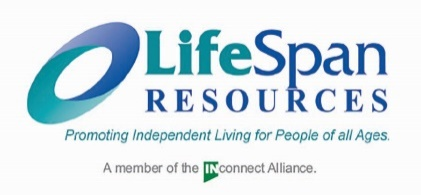 LifeSpan
RESOURCES
Promoting Independent Living for People of all Ages.
A member of the INconnect Alliance.